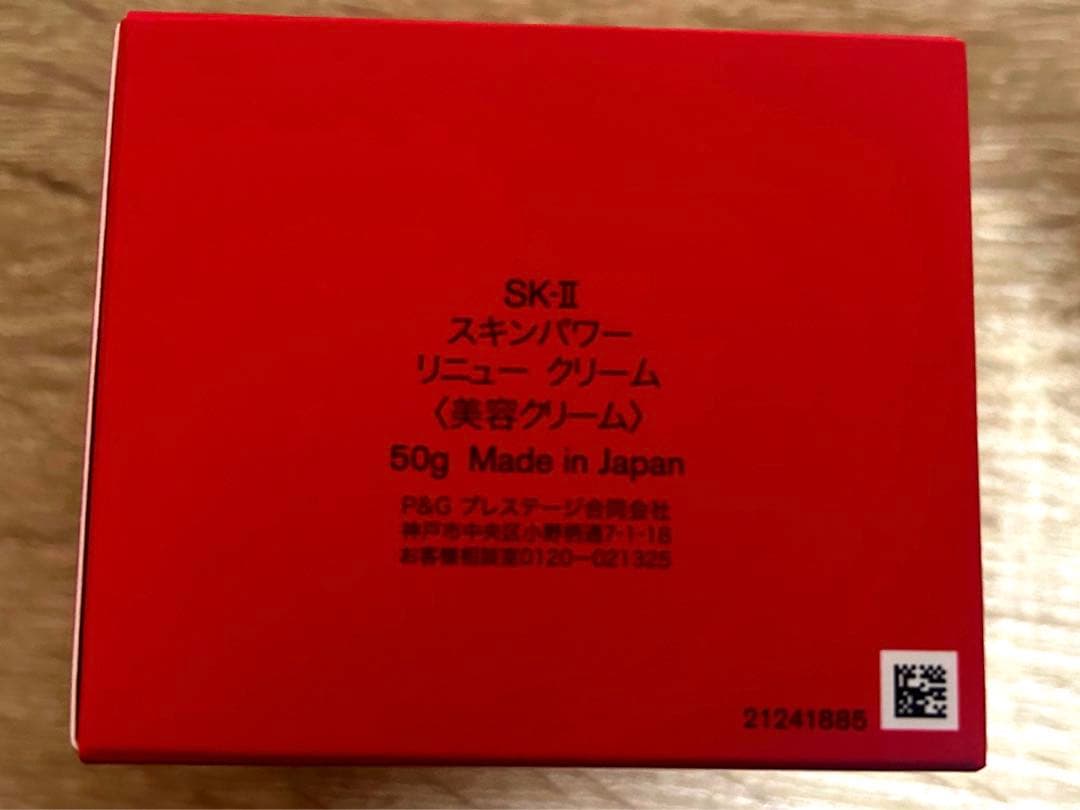 SK-Ⅱ
スキンパワー
リニュー クリーム
〈美容クリーム〉
50g Made in Japan
P&G プレステージ合同会社
神戸市中央区小野柄通7-1-18
お客様相談室0120-021325
21241885